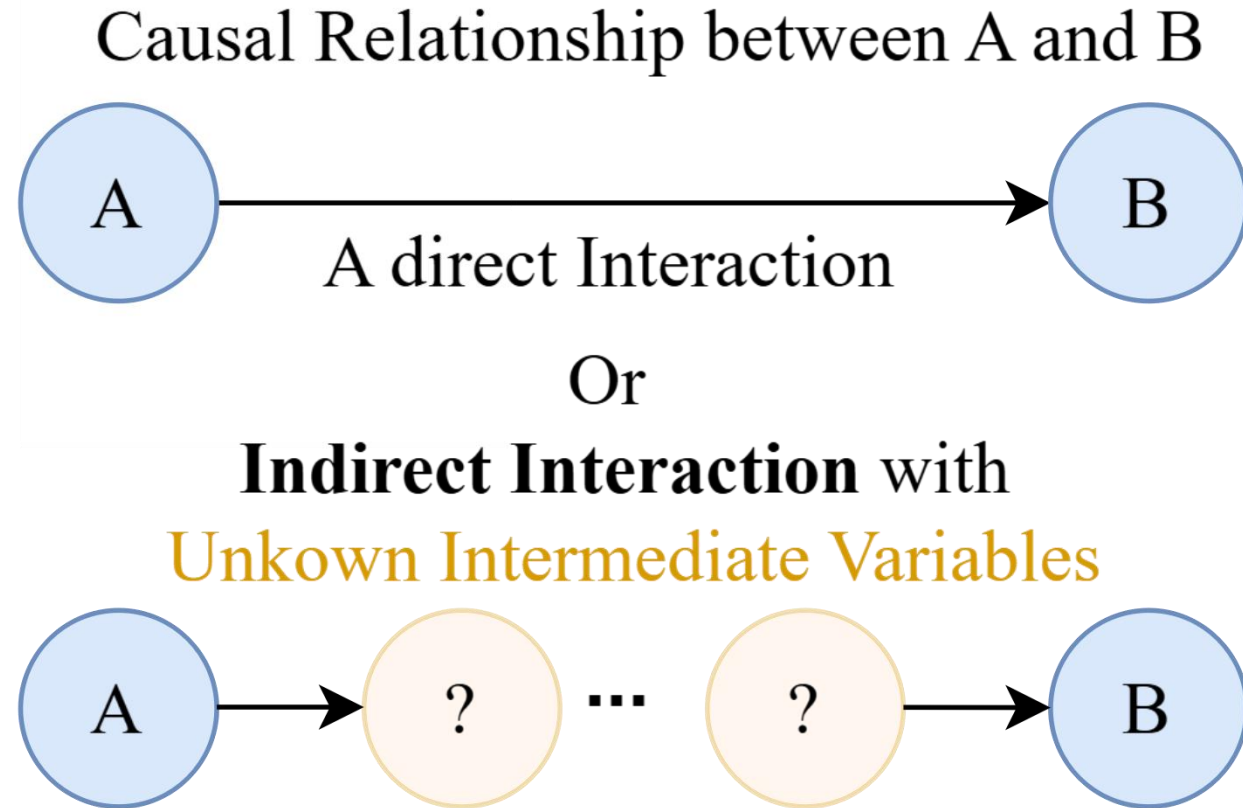 Causal Relationship between A and B
A B
A direct Interaction
Or
Indirect Interaction with
Unkown Intermediate Variables
A ? ... ? B